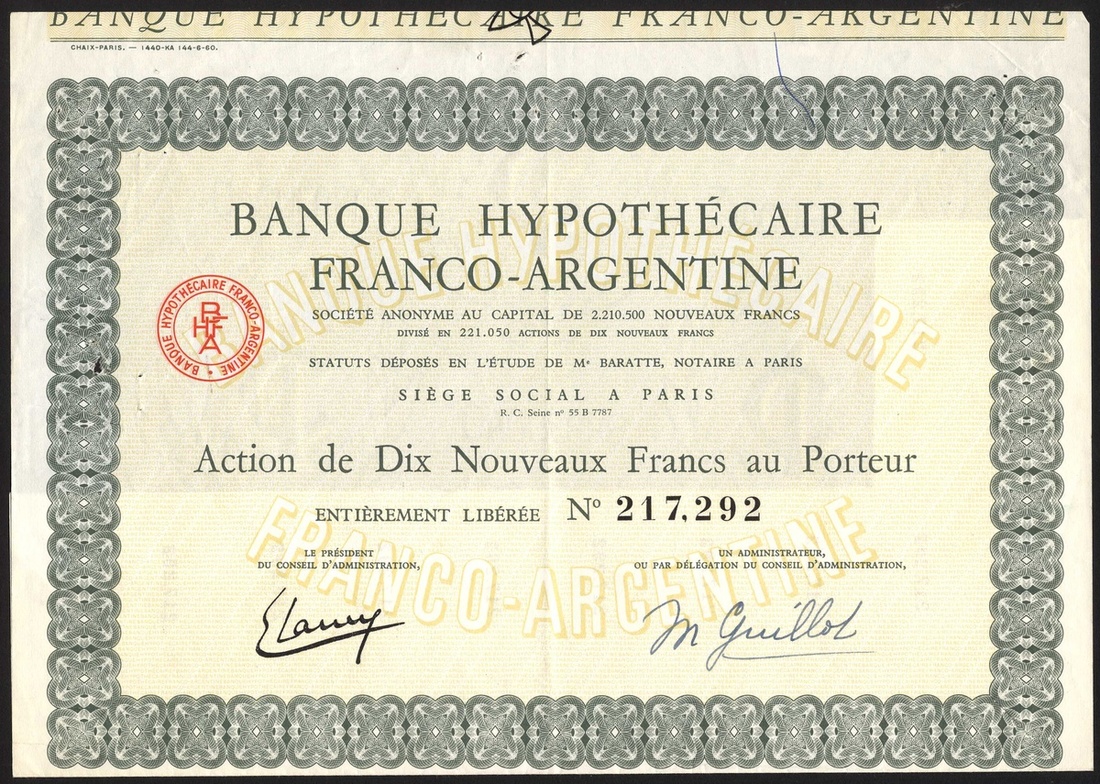 BANQUE HYPOTHÉCAIRE FRANCO-ARGENTINE
CHAIX-PARIS. — 1440-KA 144-6-60.
BANQUE HYPOTHÉCAIRE
FRANCO-ARGENTINE
SOCIÉTÉ ANONYME AU CAPITAL DE 2.210.500 NOUVEAUX FRANCS
DIVISÉ EN 221.050 ACTIONS DE DIX NOUVEAUX FRANCS
BANQUE HYPOTHÉCAIRE FRANCO-ARGENTINE •
BHFA
STATUTS DÉPOSÉS EN L'ÉTUDE DE Mᵉ BARATTE, NOTAIRE A PARIS
SIÈGE SOCIAL A PARIS
R. C. Seine nº 55 B 7787
BANQUE HYPOTHÉCAIRE
Action de Dix Nouveaux Francs au Porteur
ENTIÈREMENT LIBÉRÉE Nº 217,292
FRANCO-ARGENTINE
LE PRÉSIDENT
DU CONSEIL D'ADMINISTRATION,
UN ADMINISTRATEUR,
OU PAR DÉLÉGATION DU CONSEIL D'ADMINISTRATION,
M Guillot